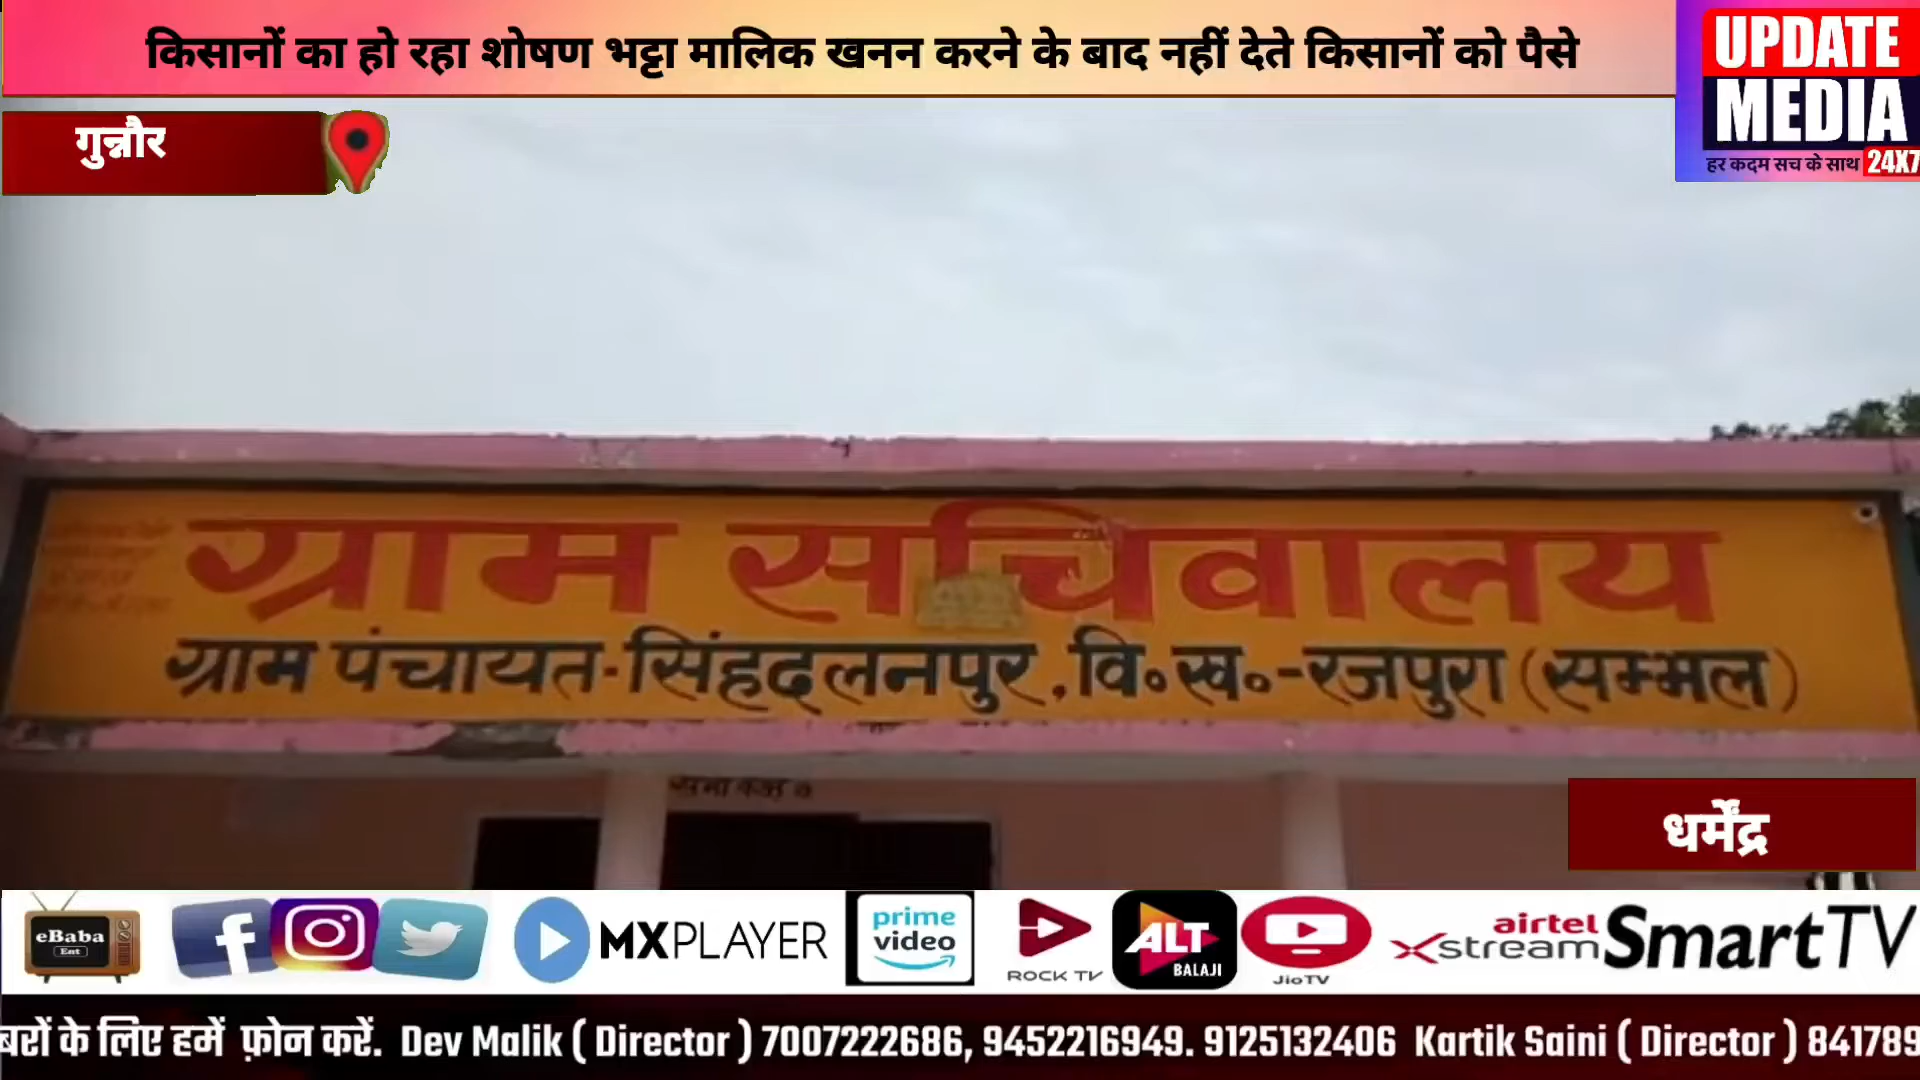 किसानों का हो रहा शोषण भट्टा मालिक खनन करने के बाद नहीं देते किसानों को पैसे
UPDATE
MEDIA
हर कदम सच के साथ 24X7
गुन्नौर
ग्राम सचिवालय
ग्राम पंचायत-सिंहदलनपुर, वि०ख०-रजपुरा (सम्भल)
धर्मेंद्र
eBaba
Ent
MXPLAYER
prime
video
ROCK TV
ALT
BALAJI
JioTV
airtel
Xstream
SmartTV
बरों के लिए हमें फ़ोन करें. Dev Malik ( Director ) 7007222686, 9452216949. 9125132406 Kartik Saini ( Director ) 841789